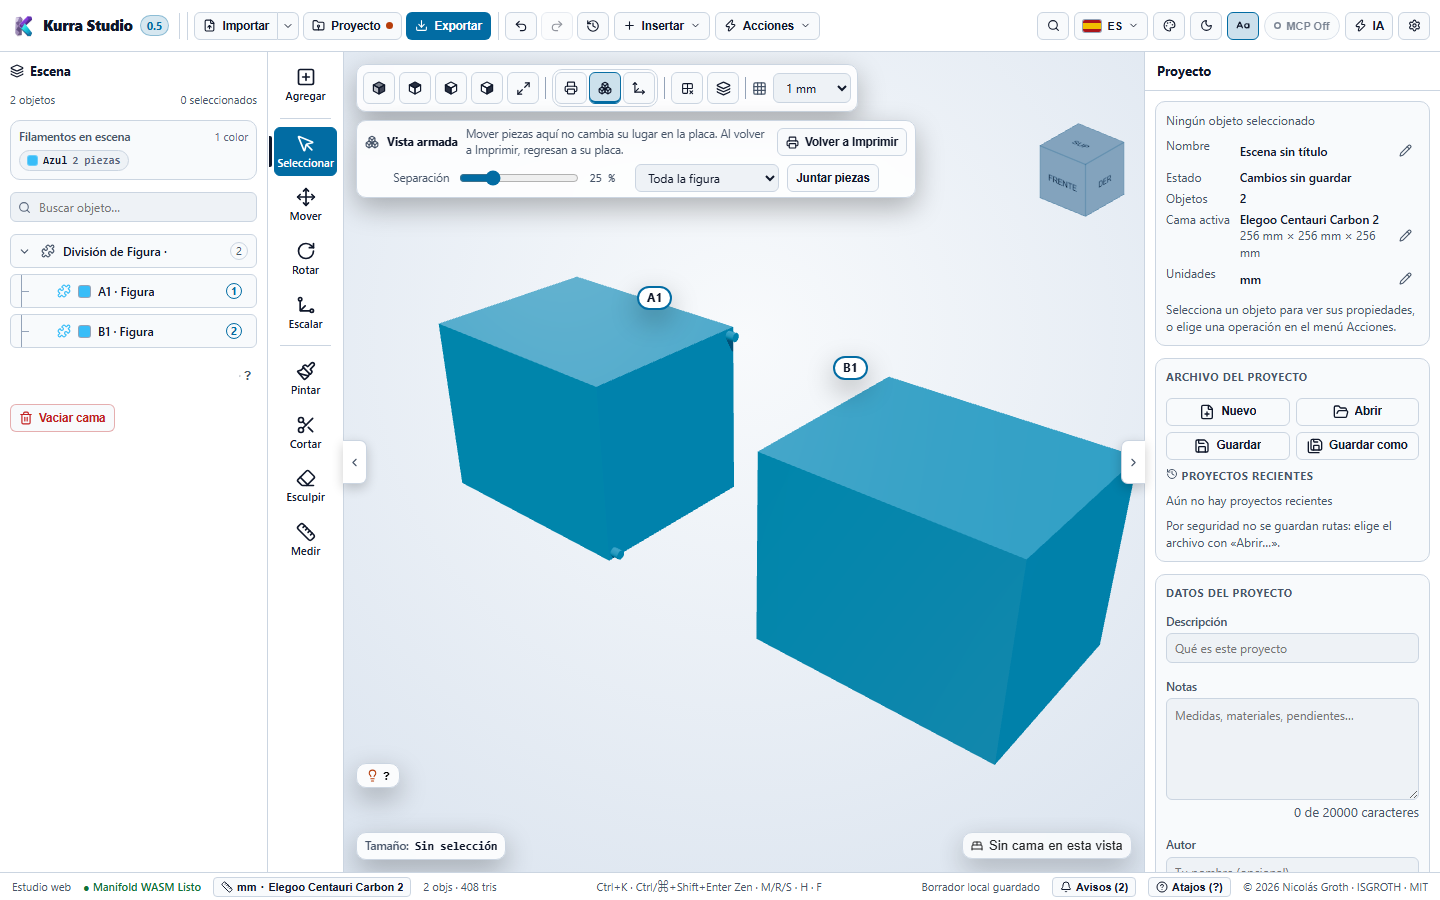 Kurra Studio 0.5
Importar
Proyecto
Exportar
Insertar
Acciones
ES
Aa
MCP Off
IA
Escena
2 objetos 0 seleccionados
Filamentos en escena 1 color
Azul 2 piezas
Buscar objeto...
División de Figura · 2
A1 · Figura 1
B1 · Figura 2
· ?
Vaciar cama
Agregar
Seleccionar
Mover
Rotar
Escalar
Pintar
Cortar
Esculpir
Medir
1 mm
Vista armada
Mover piezas aquí no cambia su lugar en la placa. Al volver
a Imprimir, regresan a su placa.
Volver a Imprimir
Separación 25 %
Toda la figura
Juntar piezas
FRENTE
DER
A1
B1
?
Tamaño: Sin selección
Sin cama en esta vista
Proyecto
Ningún objeto seleccionado
Nombre Escena sin título
Estado Cambios sin guardar
Objetos 2
Cama activa Elegoo Centauri Carbon 2
256 mm × 256 mm × 256
mm
Unidades mm
Selecciona un objeto para ver sus propiedades,
o elige una operación en el menú Acciones.
ARCHIVO DEL PROYECTO
Nuevo
Abrir
Guardar
Guardar como
PROYECTOS RECIENTES
Aún no hay proyectos recientes
Por seguridad no se guardan rutas: elige el
archivo con «Abrir...».
DATOS DEL PROYECTO
Descripción
Qué es este proyecto
Notas
Medidas, materiales, pendientes...
0 de 20000 caracteres
Autor
Tu nombre (opcional)
Estudio web
Manifold WASM Listo
mm · Elegoo Centauri Carbon 2
2 objs · 408 tris
Ctrl+K · Ctrl/⌘+Shift+Enter Zen · M/R/S · H · F
Borrador local guardado
Avisos (2)
Atajos (?)
© 2026 Nicolás Groth · ISGROTH · MIT